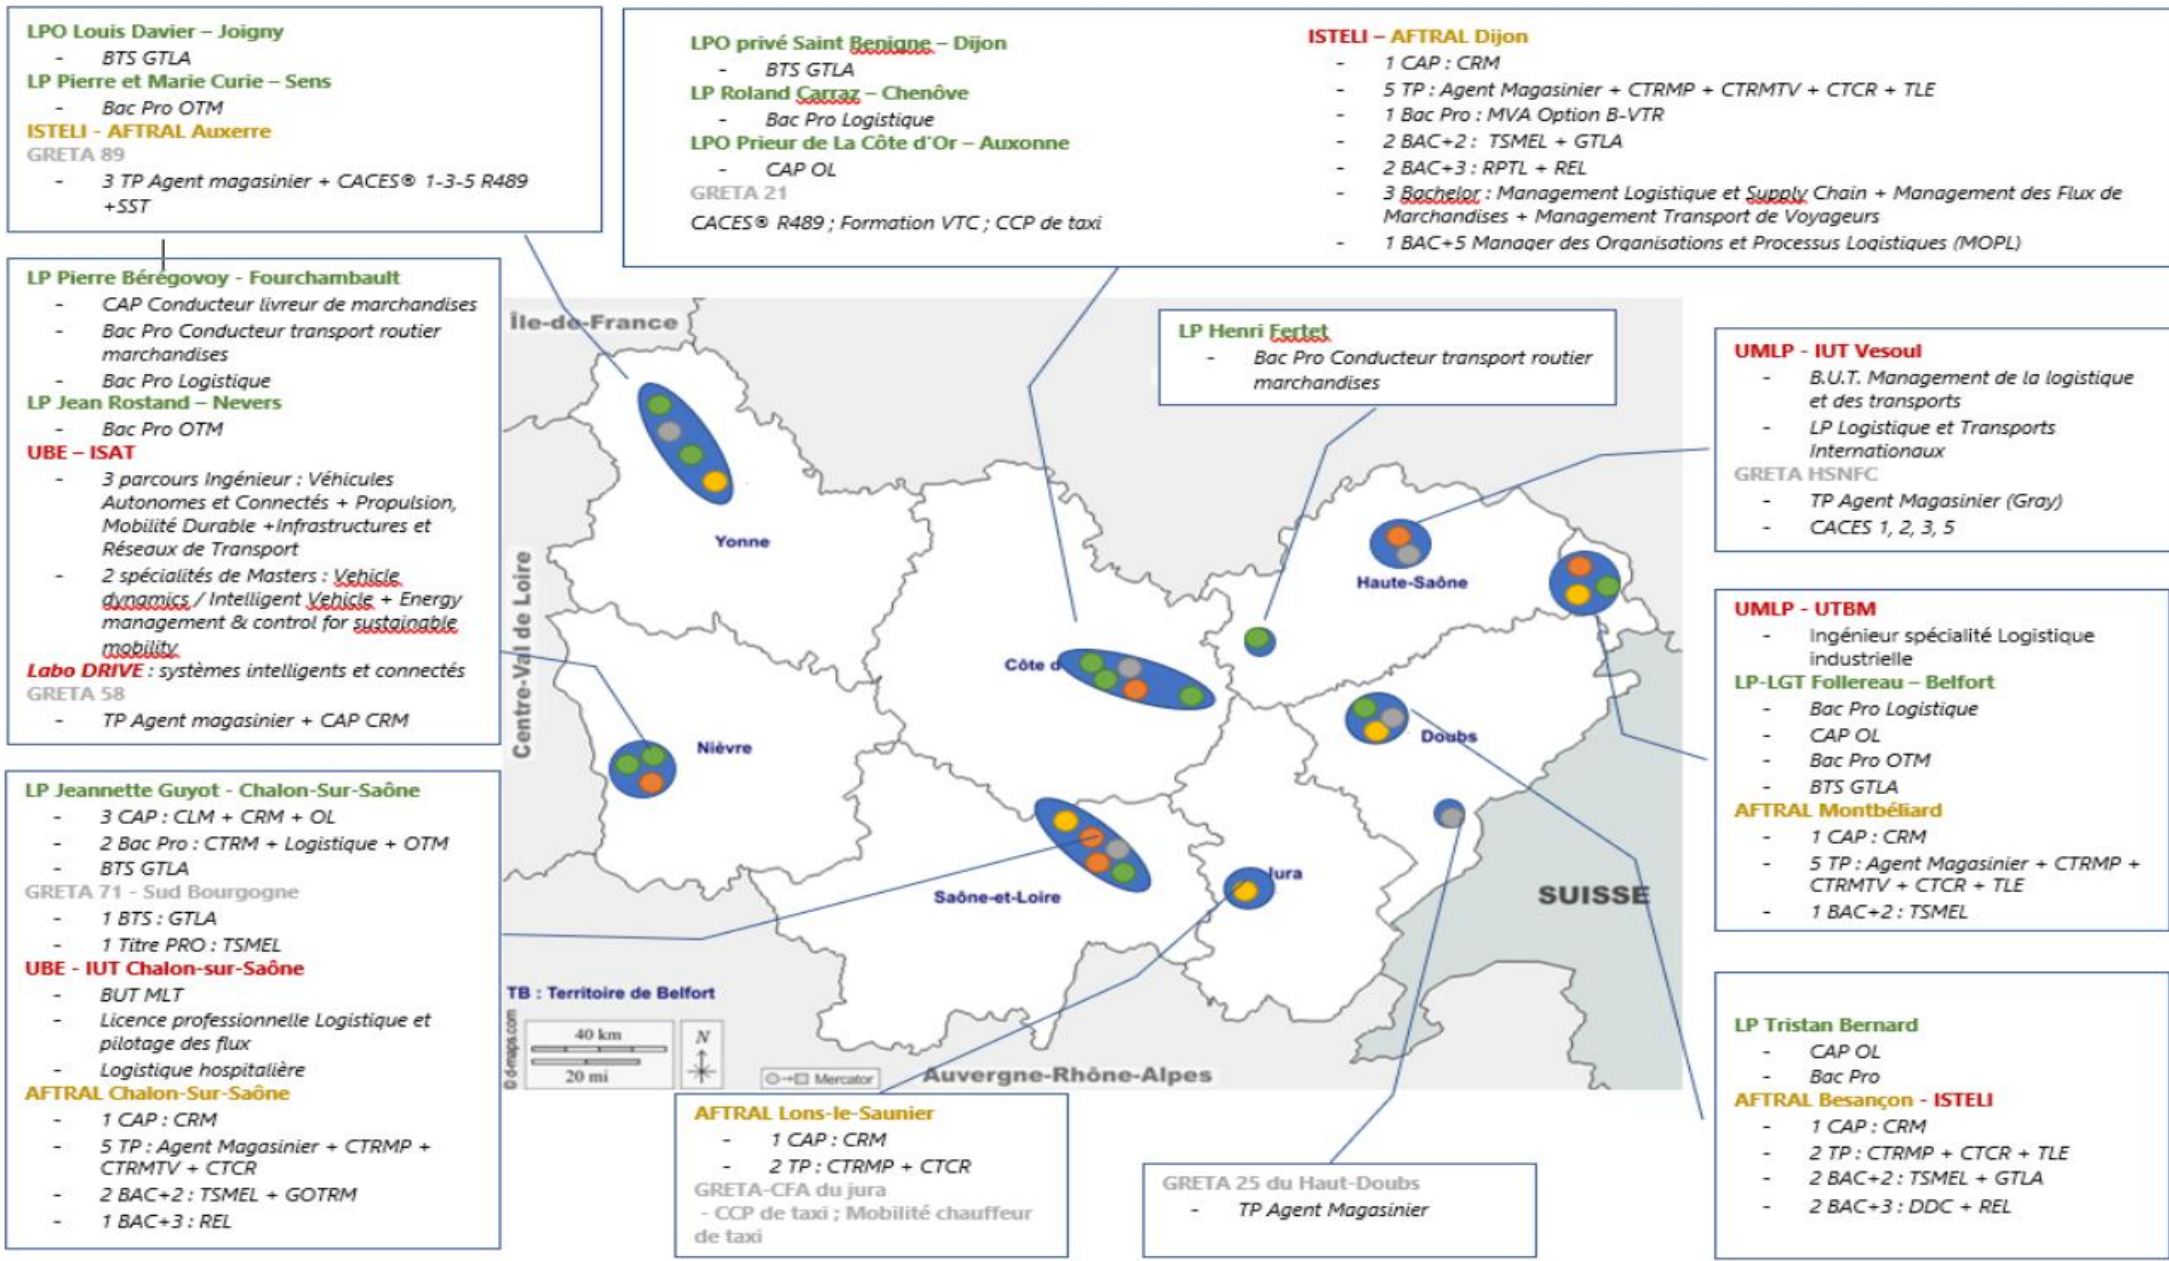 LPO Louis Davier – Joigny
- BTS GTLA
LP Pierre et Marie Curie – Sens
- Bac Pro OTM
ISTELI - AFTRAL Auxerre
GRETA 89
- 3 TP Agent magasinier + CACES® 1-3-5 R489
+SST
LPO privé Saint Benigne – Dijon
- BTS GTLA
LP Roland Carraz – Chenôve
- Bac Pro Logistique
LPO Prieur de La Côte d'Or – Auxonne
- CAP OL
GRETA 21
CACES® R489 ; Formation VTC ; CCP de taxi
ISTELI – AFTRAL Dijon
- 1 CAP : CRM
- 5 TP : Agent Magasinier + CTRMP + CTRMTV + CTCR + TLE
- 1 Bac Pro : MVA Option B-VTR
- 2 BAC+2 : TSMEL + GTLA
- 2 BAC+3 : RPTL + REL
- 3 Bachelor : Management Logistique et Supply Chain + Management des Flux de
Marchandises + Management Transport de Voyageurs
- 1 BAC+5 Manager des Organisations et Processus Logistiques (MOPL)
LP Pierre Bérégovoy - Fourchambault
- CAP Conducteur livreur de marchandises
- Bac Pro Conducteur transport routier
marchandises
- Bac Pro Logistique
LP Jean Rostand – Nevers
- Bac Pro OTM
UBE – ISAT
- 3 parcours Ingénieur : Véhicules
Autonomes et Connectés + Propulsion,
Mobilité Durable +Infrastructures et
Réseaux de Transport
- 2 spécialités de Masters : Vehicle
dynamics / Intelligent Vehicle + Energy
management & control for sustainable
mobility
Labo DRIVE : systèmes intelligents et connectés
GRETA 58
- TP Agent magasinier + CAP CRM
LP Jeannette Guyot - Chalon-Sur-Saône
- 3 CAP : CLM + CRM + OL
- 2 Bac Pro : CTRM + Logistique + OTM
- BTS GTLA
GRETA 71 - Sud Bourgogne
- 1 BTS : GTLA
- 1 Titre PRO : TSMEL
UBE - IUT Chalon-sur-Saône
- BUT MLT
- Licence professionnelle Logistique et
pilotage des flux
- Logistique hospitalière
AFTRAL Chalon-Sur-Saône
- 1 CAP : CRM
- 5 TP : Agent Magasinier + CTRMP +
CTRMTV + CTCR
- 2 BAC+2 : TSMEL + GOTRM
- 1 BAC+3 : REL
Île-de-France
Centre-Val de Loire
Yonne
Nièvre
Côte d
Saône-et-Loire
Haute-Saône
Doubs
Jura
SUISSE
Auvergne-Rhône-Alpes
TB : Territoire de Belfort
© d-maps.com
40 km
20 mi
N
Mercator
LP Henri Fertet
- Bac Pro Conducteur transport routier
marchandises
UMLP - IUT Vesoul
- B.U.T. Management de la logistique
et des transports
- LP Logistique et Transports
Internationaux
GRETA HSNFC
- TP Agent Magasinier (Gray)
- CACES 1, 2, 3, 5
UMLP - UTBM
- Ingénieur spécialité Logistique
industrielle
LP-LGT Follereau – Belfort
- Bac Pro Logistique
- CAP OL
- Bac Pro OTM
- BTS GTLA
AFTRAL Montbéliard
- 1 CAP : CRM
- 5 TP : Agent Magasinier + CTRMP +
CTRMTV + CTCR + TLE
- 1 BAC+2 : TSMEL
LP Tristan Bernard
- CAP OL
- Bac Pro
AFTRAL Besançon - ISTELI
- 1 CAP : CRM
- 2 TP : CTRMP + CTCR + TLE
- 2 BAC+2 : TSMEL + GTLA
- 2 BAC+3 : DDC + REL
AFTRAL Lons-le-Saunier
- 1 CAP : CRM
- 2 TP : CTRMP + CTCR
GRETA-CFA du jura
- CCP de taxi ; Mobilité chauffeur
de taxi
GRETA 25 du Haut-Doubs
- TP Agent Magasinier